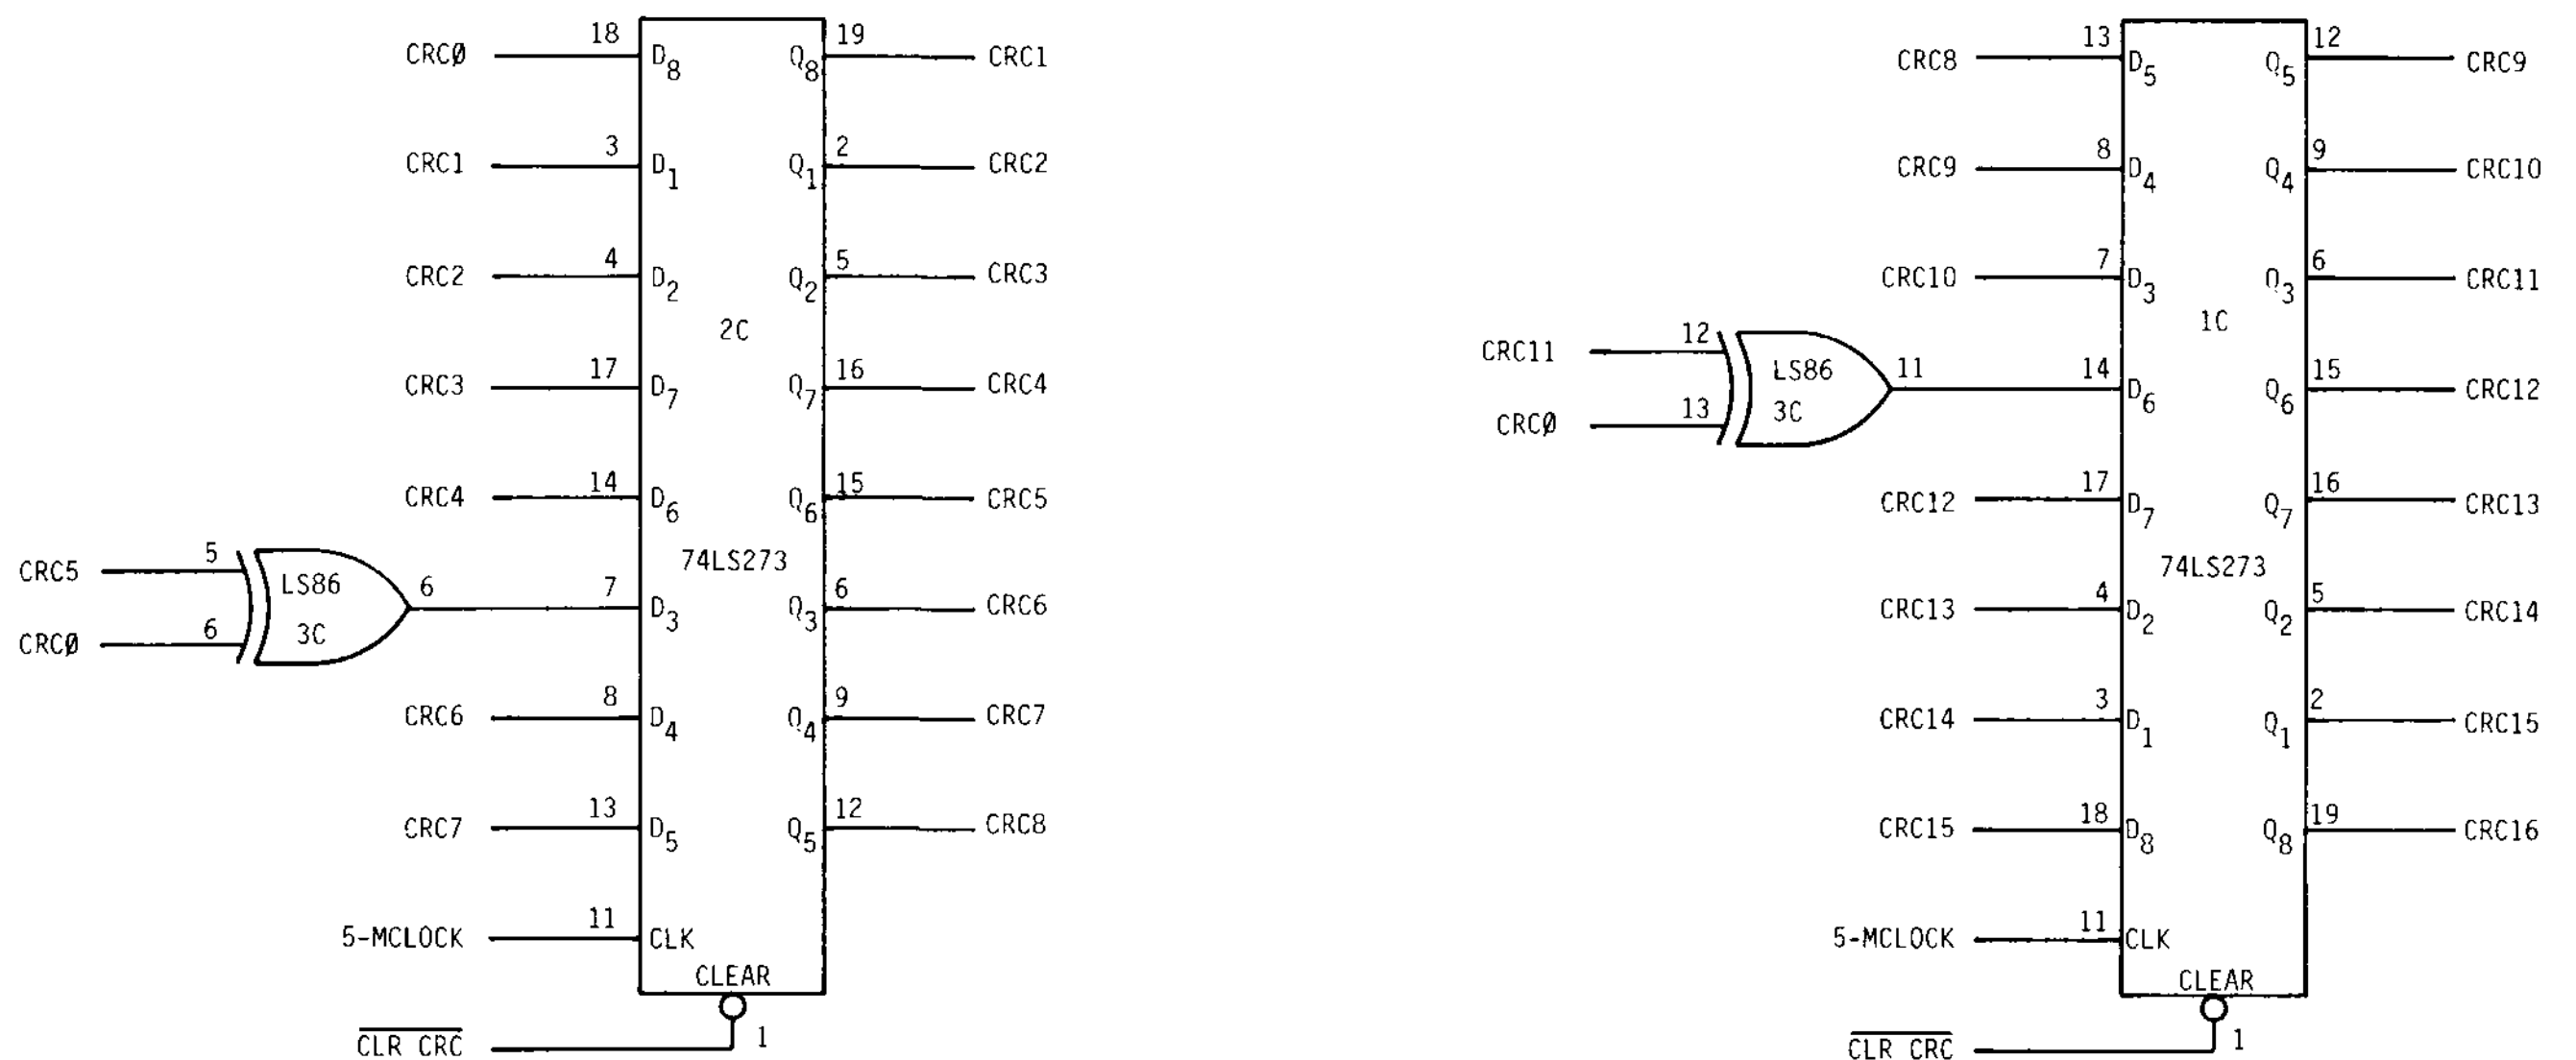 CRC0 18 D8 Q8 19 CRC1
CRC1 3 D1 Q1 2 CRC2
CRC2 4 D2 Q2 5 CRC3
2C
CRC3 17 D7 Q7 16 CRC4
CRC4 14 D6 Q6 15 CRC5
74LS273
CRC5 5 LS86
CRC0 6 3C
6 7 D3 Q3 6 CRC6
CRC6 8 D4 Q4 9 CRC7
CRC7 13 D5 Q5 12 CRC8
5-MCLOCK 11 CLK
CLEAR
CLR CRC 1
CRC8 13 D5 Q5 12 CRC9
CRC9 8 D4 Q4 9 CRC10
CRC10 7 D3 Q3 6 CRC11
1C
CRC11 12 LS86
CRC0 13 3C
11 14 D6 Q6 15 CRC12
CRC12 17 D7 Q7 16 CRC13
74LS273
CRC13 4 D2 Q2 5 CRC14
CRC14 3 D1 Q1 2 CRC15
CRC15 18 D8 Q8 19 CRC16
5-MCLOCK 11 CLK
CLEAR
CLR CRC 1